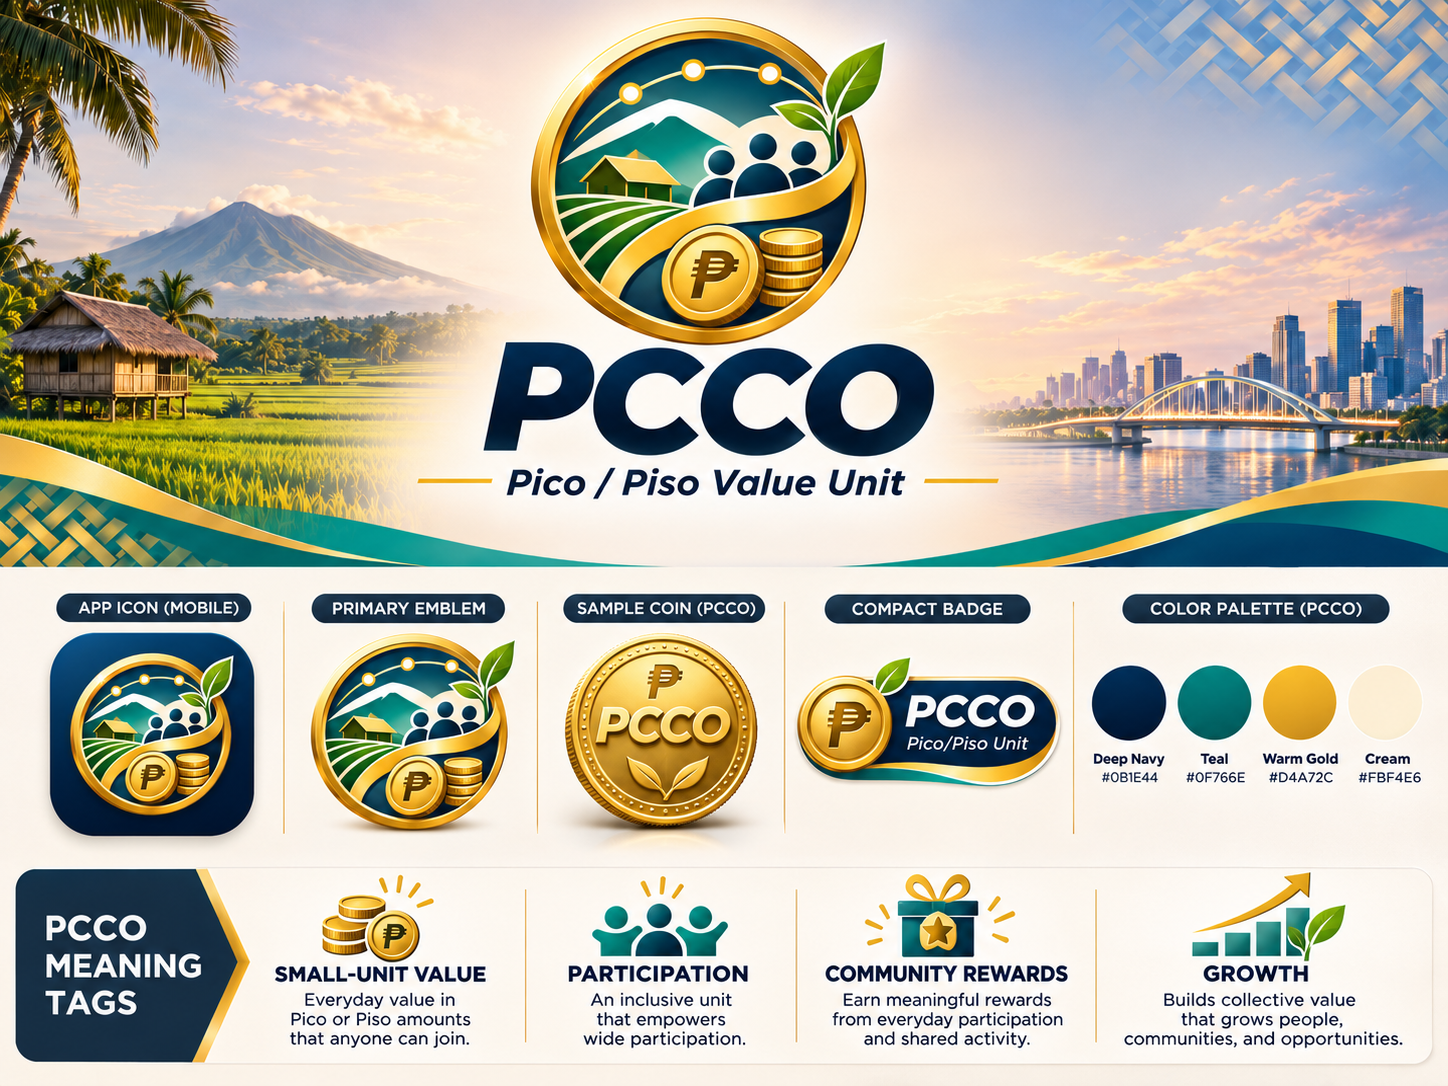 PCCO
Pico / Piso Value Unit
APP ICON (MOBILE)
PRIMARY EMBLEM
SAMPLE COIN (PCCO)
COMPACT BADGE
COLOR PALETTE (PCCO)
₱
PCCO
₱
PCCO
Pico/Piso Unit
Deep Navy
#0B1E44
Teal
#0F766E
Warm Gold
#D4A72C
Cream
#FBF4E6
PCCO
MEANING
TAGS
SMALL-UNIT VALUE
Everyday value in
Pico or Piso amounts
that anyone can join.
PARTICIPATION
An inclusive unit
that empowers
wide participation.
COMMUNITY REWARDS
Earn meaningful rewards
from everyday participation
and shared activity.
GROWTH
Builds collective value
that grows people,
communities, and opportunities.